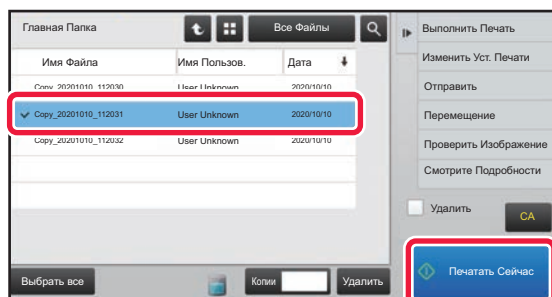 Главная Папка
Все Файлы
Имя Файла
Имя Пользов.
Дата
Copy_20201010_112030
User Unknown
2020/10/10
Copy_20201010_112031
User Unknown
2020/10/10
Copy_20201010_112032
User Unknown
2020/10/10
Выбрать все
Копии
Удалить
Выполнить Печать
Изменить Уст. Печати
Отправить
Перемещение
Проверить Изображение
Смотрите Подробности
Удалить
CA
Печатать Сейчас